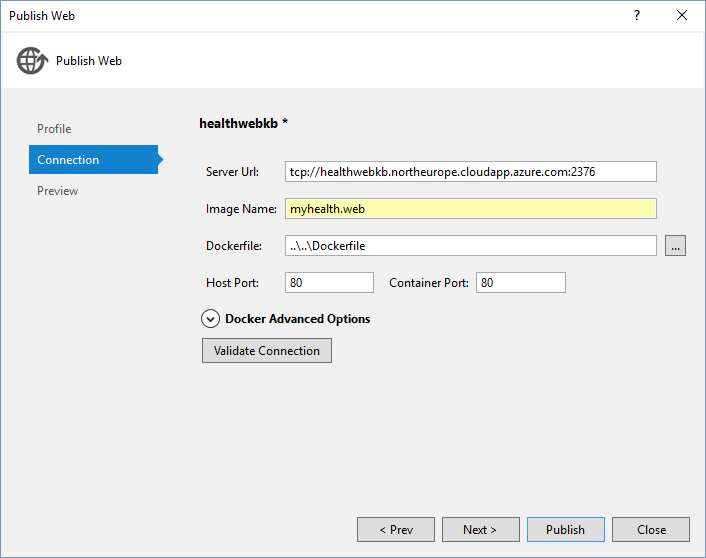 Publish Web
? 
Publish Web
Profile
Connection
Preview
healthwebkb *
Server Url: tcp://healthwebkb.northeurope.cloudapp.azure.com:2376
Image Name: myhealth.web
Dockerfile: ..\..\Dockerfile ...
Host Port: 80 Container Port: 80
Docker Advanced Options
Validate Connection
< Prev Next > Publish Close